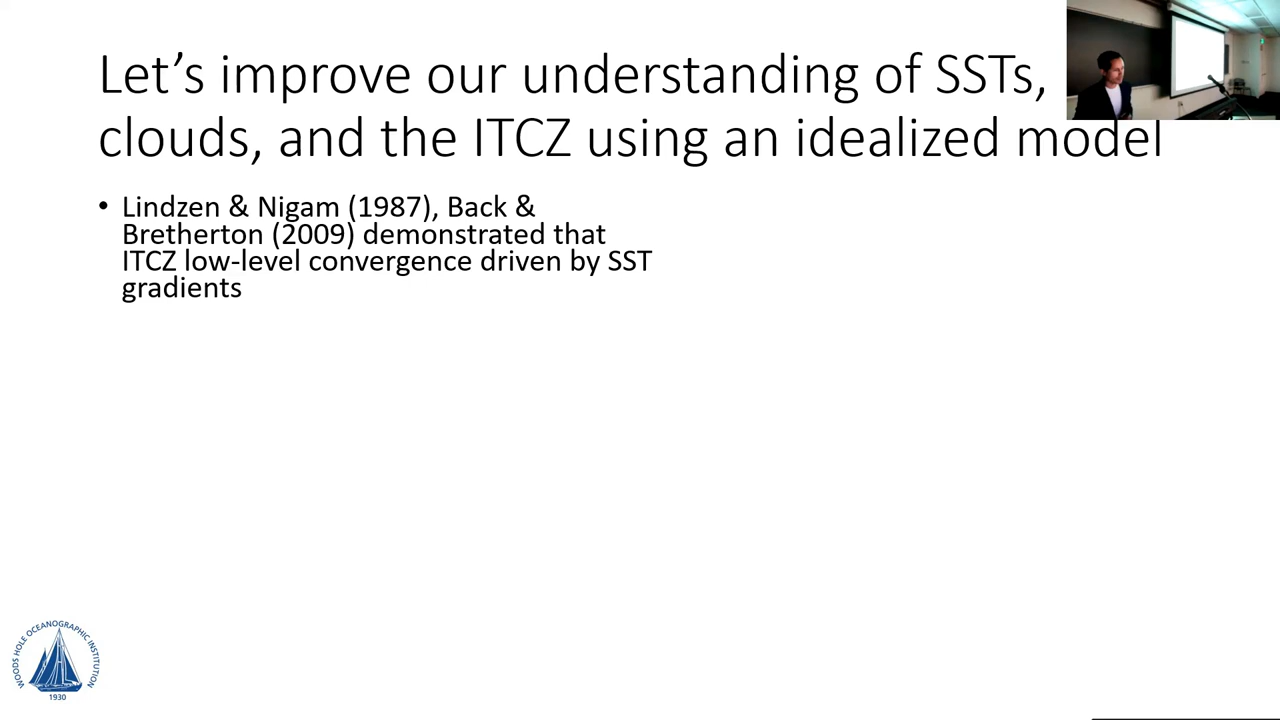 Let’s improve our understanding of SSTs,
clouds, and the ITCZ using an idealized model
• Lindzen & Nigam (1987), Back &
Bretherton (2009) demonstrated that
ITCZ low-level convergence driven by SST
gradients
WOODS HOLE OCEANOGRAPHIC INSTITUTION
1930